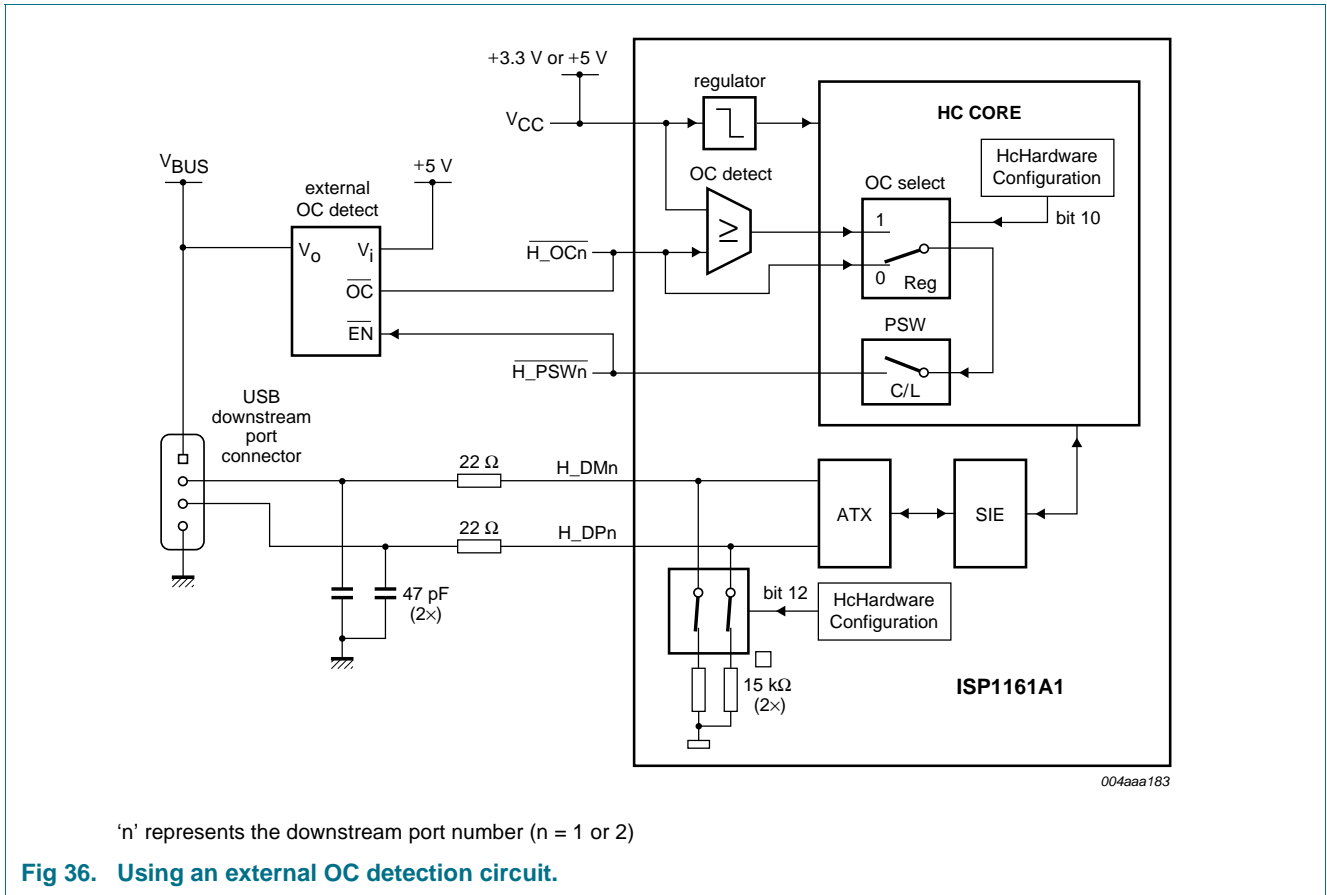 +3.3 V or +5 V
regulator
HC CORE
VCC
HcHardware
Configuration
VBUS
+5 V
OC detect
OC select
external
OC detect
1
bit 10
≥
Vo
Vi
H_OCn
0
Reg
OC
PSW
EN
H_PSWn
C/L
USB
downstream
port
connector
22 Ω
H_DMn
ATX
SIE
22 Ω
H_DPn
47 pF
(2×)
bit 12
HcHardware
Configuration
15 kΩ
(2×)
ISP1161A1
004aaa183
‘n’ represents the downstream port number (n = 1 or 2)
Fig 36. Using an external OC detection circuit.